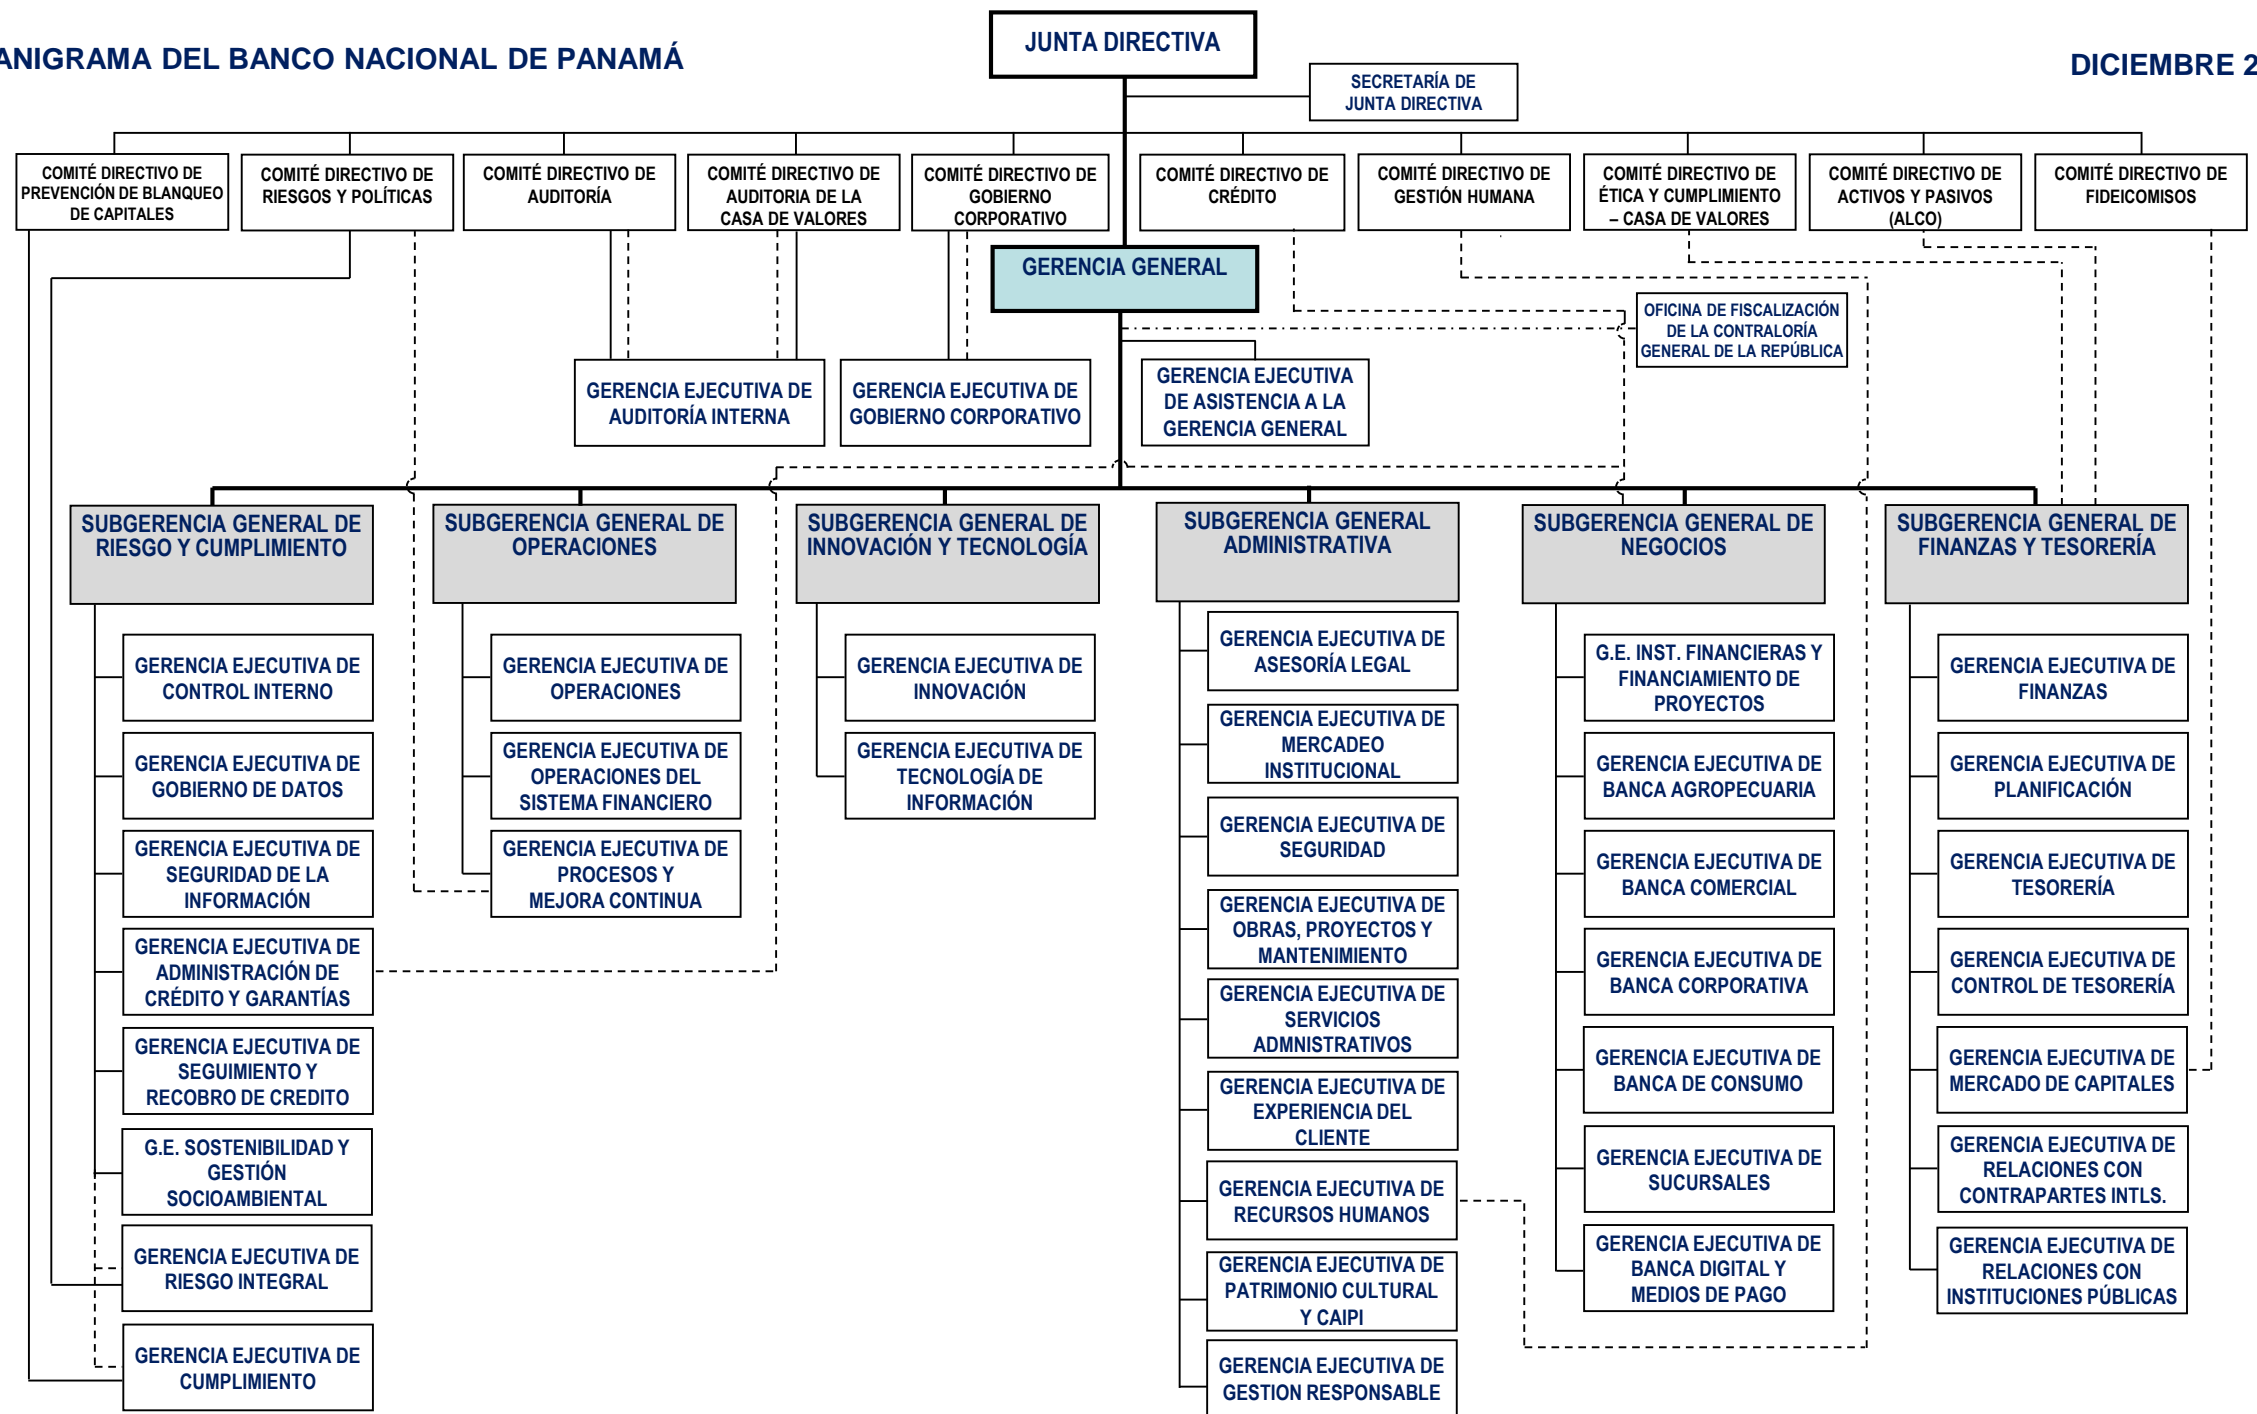 ANIGRAMA DEL BANCO NACIONAL DE PANAMÁ
DICIEMBRE 2
JUNTA DIRECTIVA
SECRETARÍA DE
JUNTA DIRECTIVA
COMITÉ DIRECTIVO DE
PREVENCIÓN DE BLANQUEO
DE CAPITALES
COMITÉ DIRECTIVO DE
RIESGOS Y POLÍTICAS
COMITÉ DIRECTIVO DE
AUDITORÍA
COMITÉ DIRECTIVO DE
AUDITORIA DE LA
CASA DE VALORES
COMITÉ DIRECTIVO DE
GOBIERNO
CORPORATIVO
COMITÉ DIRECTIVO DE
CRÉDITO
COMITÉ DIRECTIVO DE
GESTIÓN HUMANA
COMITÉ DIRECTIVO DE
ÉTICA Y CUMPLIMIENTO
– CASA DE VALORES
COMITÉ DIRECTIVO DE
ACTIVOS Y PASIVOS
(ALCO)
COMITÉ DIRECTIVO DE
FIDEICOMISOS
GERENCIA GENERAL
OFICINA DE FISCALIZACIÓN
DE LA CONTRALORÍA
GENERAL DE LA REPÚBLICA
GERENCIA EJECUTIVA DE
AUDITORÍA INTERNA
GERENCIA EJECUTIVA DE
GOBIERNO CORPORATIVO
GERENCIA EJECUTIVA
DE ASISTENCIA A LA
GERENCIA GENERAL
SUBGERENCIA GENERAL DE
RIESGO Y CUMPLIMIENTO
SUBGERENCIA GENERAL DE
OPERACIONES
SUBGERENCIA GENERAL DE
INNOVACIÓN Y TECNOLOGÍA
SUBGERENCIA GENERAL
ADMINISTRATIVA
SUBGERENCIA GENERAL DE
NEGOCIOS
SUBGERENCIA GENERAL DE
FINANZAS Y TESORERÍA
GERENCIA EJECUTIVA DE
CONTROL INTERNO
GERENCIA EJECUTIVA DE
GOBIERNO DE DATOS
GERENCIA EJECUTIVA DE
SEGURIDAD DE LA
INFORMACIÓN
GERENCIA EJECUTIVA DE
ADMINISTRACIÓN DE
CRÉDITO Y GARANTÍAS
GERENCIA EJECUTIVA DE
SEGUIMIENTO Y
RECOBRO DE CREDITO
G.E. SOSTENIBILIDAD Y
GESTIÓN
SOCIOAMBIENTAL
GERENCIA EJECUTIVA DE
RIESGO INTEGRAL
GERENCIA EJECUTIVA DE
CUMPLIMIENTO
GERENCIA EJECUTIVA DE
OPERACIONES
GERENCIA EJECUTIVA DE
OPERACIONES DEL
SISTEMA FINANCIERO
GERENCIA EJECUTIVA DE
PROCESOS Y
MEJORA CONTINUA
GERENCIA EJECUTIVA DE
INNOVACIÓN
GERENCIA EJECUTIVA DE
TECNOLOGÍA DE
INFORMACIÓN
GERENCIA EJECUTIVA DE
ASESORÍA LEGAL
GERENCIA EJECUTIVA DE
MERCADEO
INSTITUCIONAL
GERENCIA EJECUTIVA DE
SEGURIDAD
GERENCIA EJECUTIVA DE
OBRAS, PROYECTOS Y
MANTENIMIENTO
GERENCIA EJECUTIVA DE
SERVICIOS
ADMNISTRATIVOS
GERENCIA EJECUTIVA DE
EXPERIENCIA DEL
CLIENTE
GERENCIA EJECUTIVA DE
RECURSOS HUMANOS
GERENCIA EJECUTIVA DE
PATRIMONIO CULTURAL
Y CAIPI
GERENCIA EJECUTIVA DE
GESTION RESPONSABLE
G.E. INST. FINANCIERAS Y
FINANCIAMIENTO DE
PROYECTOS
GERENCIA EJECUTIVA DE
BANCA AGROPECUARIA
GERENCIA EJECUTIVA DE
BANCA COMERCIAL
GERENCIA EJECUTIVA DE
BANCA CORPORATIVA
GERENCIA EJECUTIVA DE
BANCA DE CONSUMO
GERENCIA EJECUTIVA DE
SUCURSALES
GERENCIA EJECUTIVA DE
BANCA DIGITAL Y
MEDIOS DE PAGO
GERENCIA EJECUTIVA DE
FINANZAS
GERENCIA EJECUTIVA DE
PLANIFICACIÓN
GERENCIA EJECUTIVA DE
TESORERÍA
GERENCIA EJECUTIVA DE
CONTROL DE TESORERÍA
GERENCIA EJECUTIVA DE
MERCADO DE CAPITALES
GERENCIA EJECUTIVA DE
RELACIONES CON
CONTRAPARTES INTLS.
GERENCIA EJECUTIVA DE
RELACIONES CON
INSTITUCIONES PÚBLICAS